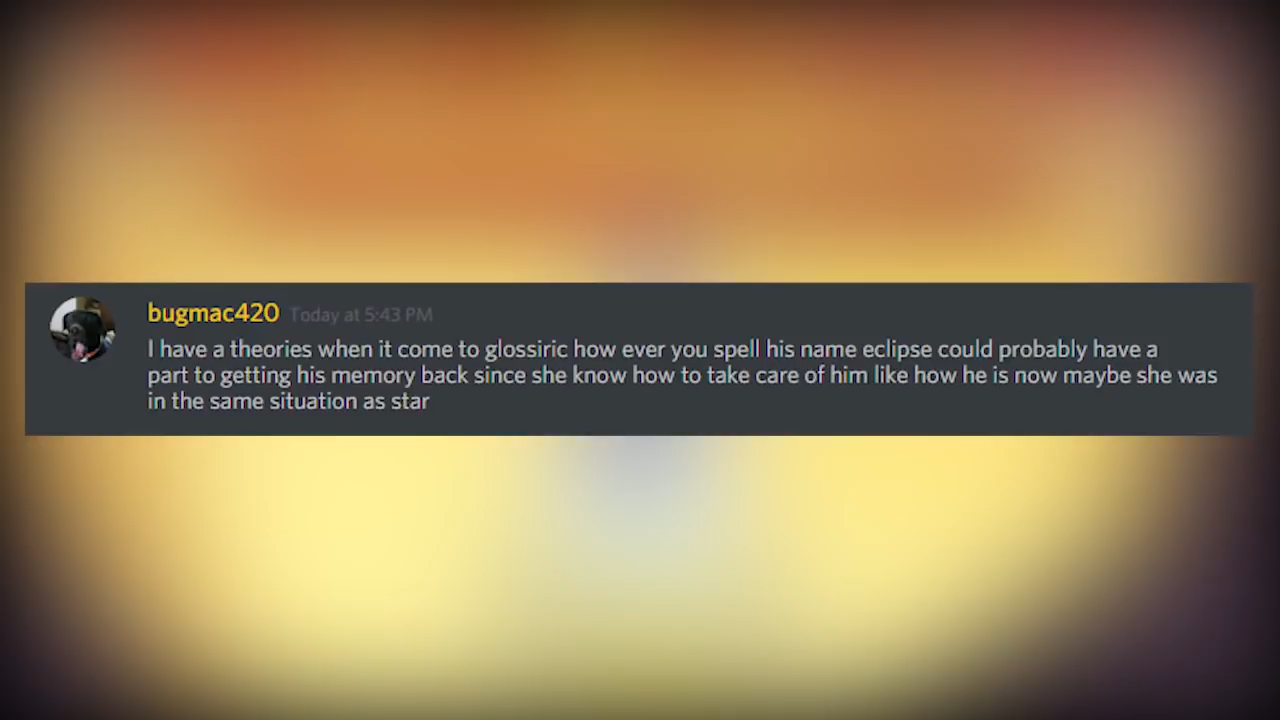 bugmac420 Today at 5:43 PM
I have a theories when it come to glossiric how ever you spell his name eclipse could probably have a
part to getting his memory back since she know how to take care of him like how he is now maybe she was
in the same situation as star